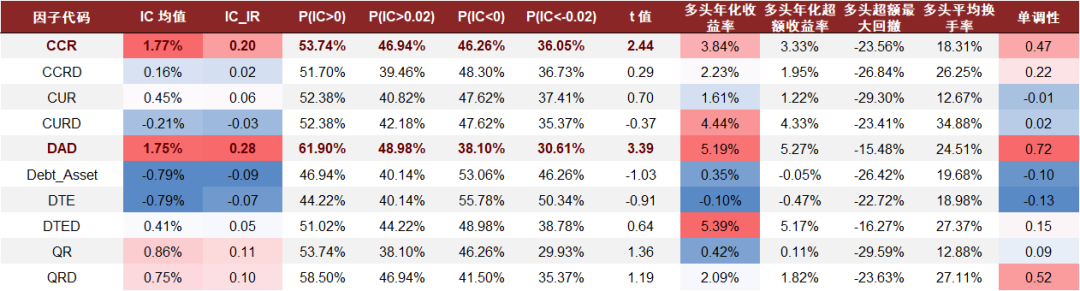 因子代码 IC 均值 IC_IR P(IC>0) P(IC>0.02) P(IC<0) P(IC<-0.02) t 值 多头年化收益率 多头年化超额收益率 多头超额最大回撤 多头平均换手率 单调性
CCR 1.77% 0.20 53.74% 46.94% 46.26% 36.05% 2.44 3.84% 3.33% -23.56% 18.31% 0.47
CCRD 0.16% 0.02 51.70% 39.46% 48.30% 36.73% 0.29 2.23% 1.95% -26.84% 26.25% 0.22
CUR 0.45% 0.06 52.38% 40.82% 47.62% 37.41% 0.70 1.61% 1.22% -29.30% 12.67% -0.01
CURD -0.21% -0.03 52.38% 42.18% 47.62% 35.37% -0.37 4.44% 4.33% -23.41% 34.88% 0.02
DAD 1.75% 0.28 61.90% 48.98% 38.10% 30.61% 3.39 5.19% 5.27% -15.48% 24.51% 0.72
Debt_Asset -0.79% -0.09 46.94% 40.14% 53.06% 46.26% -1.03 0.35% -0.05% -26.42% 19.68% -0.10
DTE -0.79% -0.07 44.22% 40.14% 55.78% 50.34% -0.91 -0.10% -0.47% -22.72% 18.98% -0.13
DTED 0.41% 0.05 51.02% 44.22% 48.98% 38.78% 0.64 5.39% 5.17% -16.27% 27.37% 0.15
QR 0.86% 0.11 53.74% 38.10% 46.26% 29.93% 1.36 0.42% 0.11% -29.59% 12.88% 0.09
QRD 0.75% 0.10 58.50% 46.94% 41.50% 35.37% 1.19 2.09% 1.82% -23.63% 27.11% 0.52